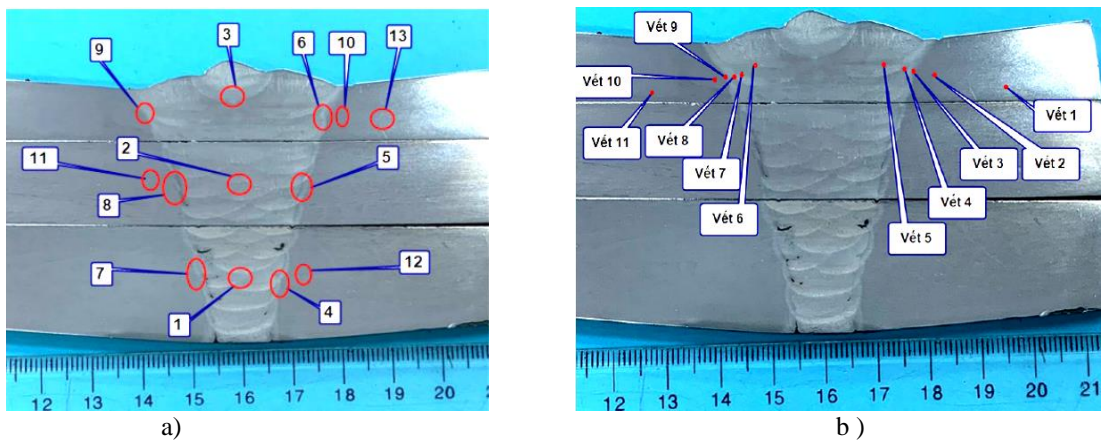 3
6
10
13
9
11
2
5
8
7
12
1
4
12 13 14 15 16 17 18 19 20
a)
Vết 9
Vết 10
Vết 1
Vết 11
Vết 8
Vết 7
Vết 3
Vết 2
Vết 6
Vết 4
Vết 5
12 13 14 15 16 17 18 19 20 21
b )